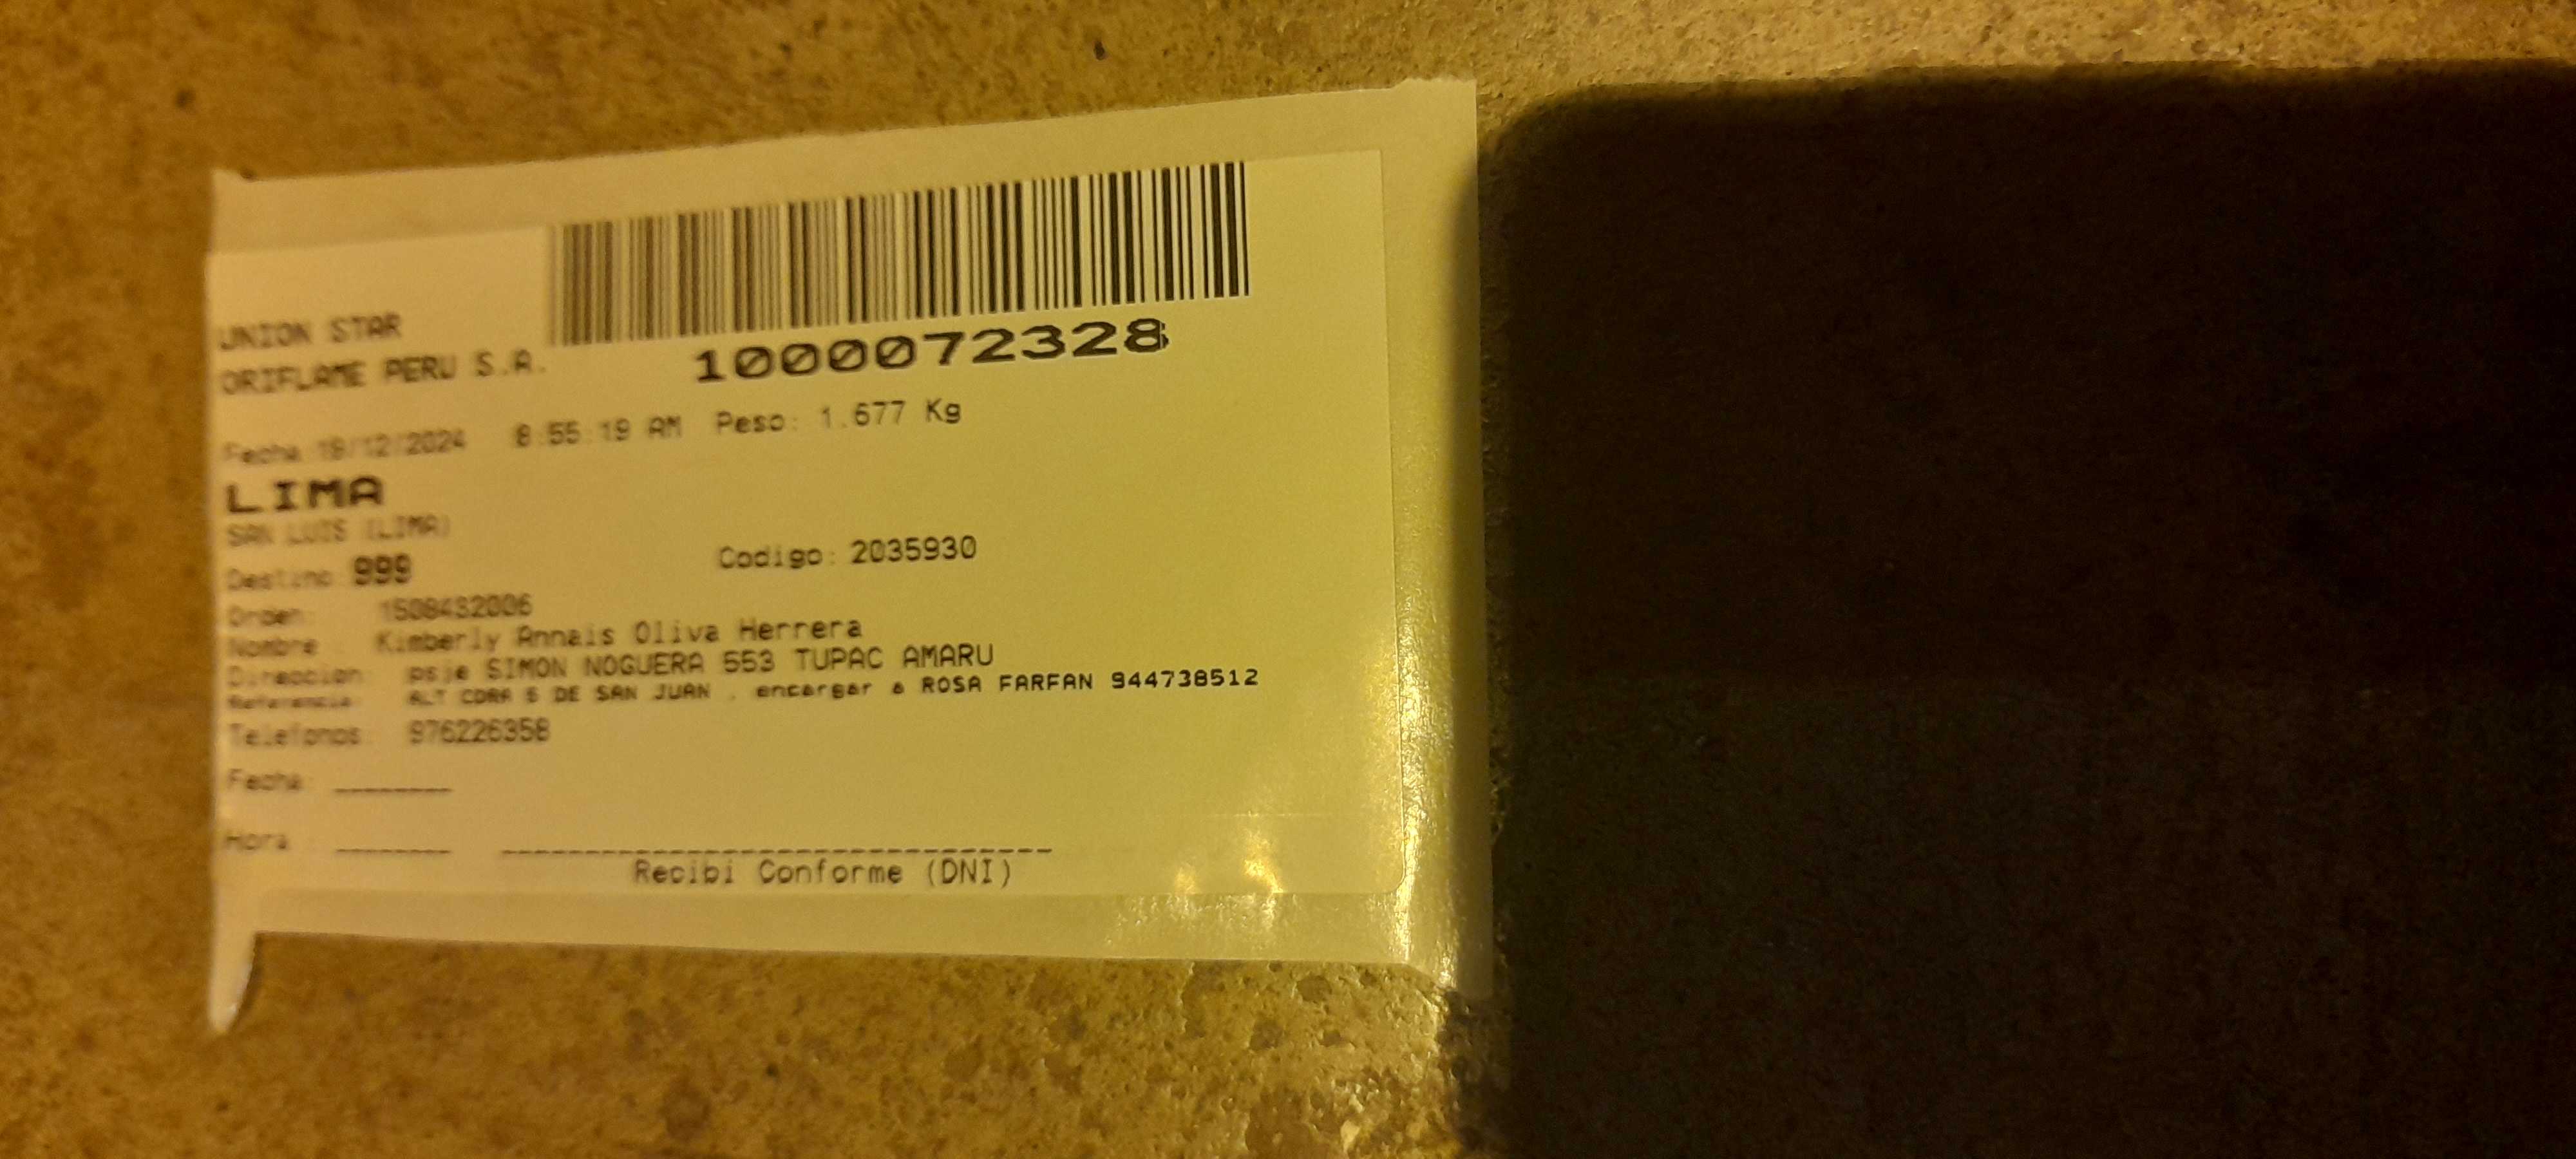 1000072328
UNION STAR
ORIFLAME PERU S.A.
Fecha: 19/12/2024 8:55:19 AM Peso: 1.677 Kg
LIMA
SAN LUIS (LIMA)
Destino: 999 Codigo: 2035930
Orden: 1508432006
Nombre : Kimberly Annais Oliva Herrera
Direccion: psje SIMON NOGUERA 553 TUPAC AMARU
Referencia: ALT CDRA 6 DE SAN JUAN , encargar a ROSA FARFAN 944738512
Telefonos: 976226358
Fecha: ________
Hora : ________
Recibi Conforme (DNI)